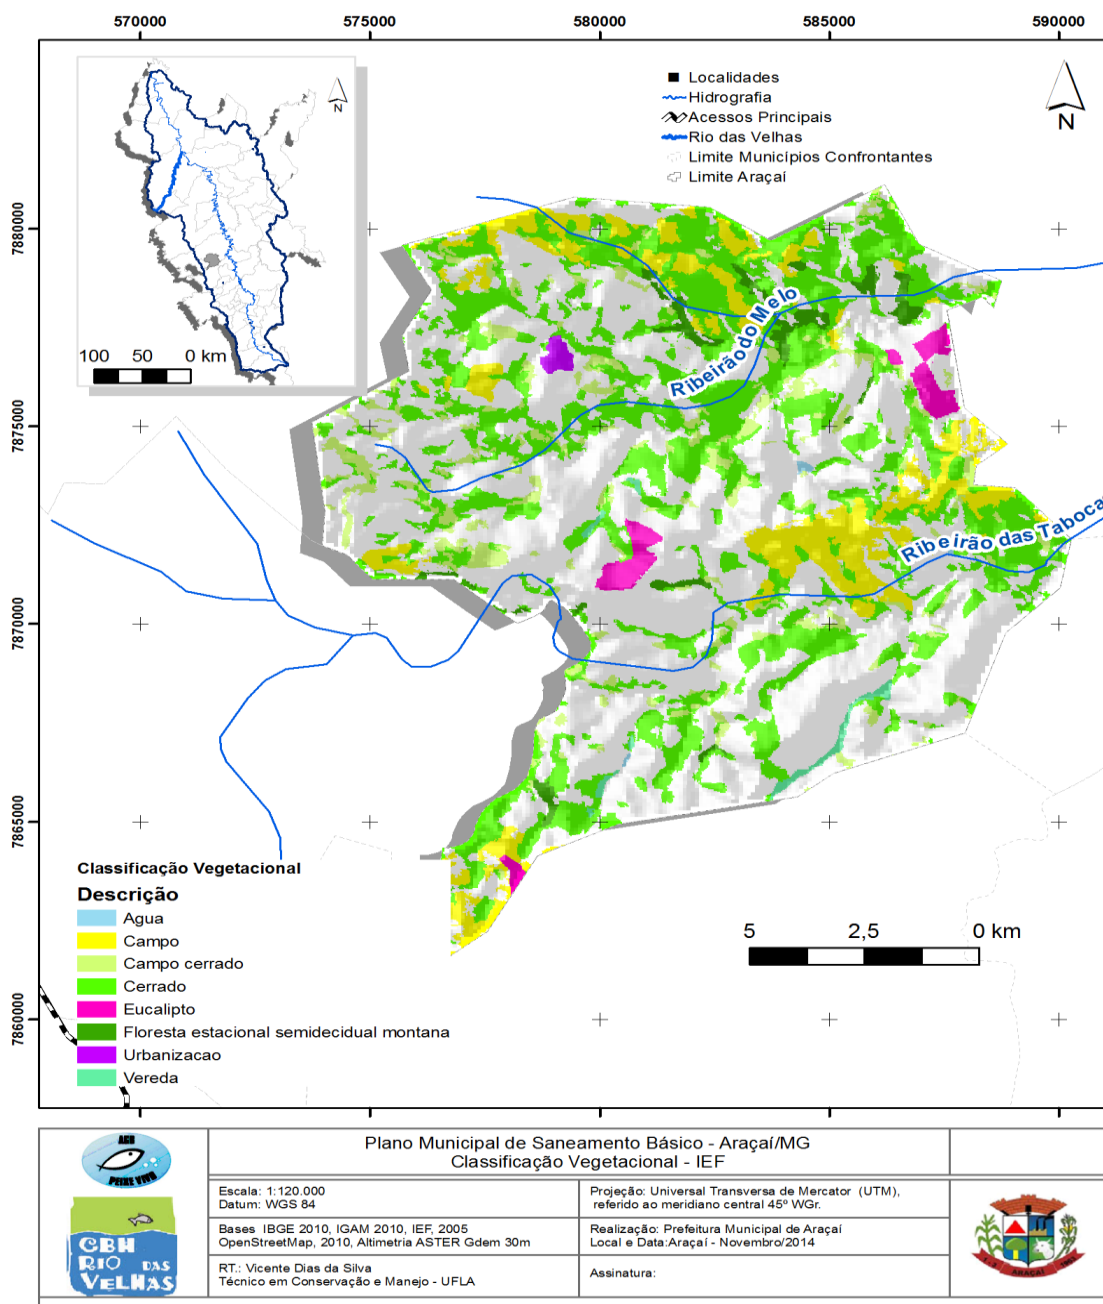 570000 575000 580000 585000 590000
N
100 50 0 km
Localidades
Hidrografia
Acessos Principais
Rio das Velhas
Limite Municípios Confrontantes
Limite Araçaí
N
7880000
7875000
7870000
7865000
7860000
Ribeirão do Melo
Ribeirão das Taboca
5 2,5 0 km
Classificação Vegetacional
Descrição
Agua
Campo
Campo cerrado
Cerrado
Eucalipto
Floresta estacional semidecidual montana
Urbanizacao
Vereda
AGB
PEIXE VIVO
CBH
RIO DAS
VELHAS
Plano Municipal de Saneamento Básico - Araçaí/MG
Classificação Vegetacional - IEF
Escala: 1:120.000
Datum: WGS 84
Projeção: Universal Transversa de Mercator (UTM),
referido ao meridiano central 45º WGr.
Bases IBGE 2010, IGAM 2010, IEF, 2005
OpenStreetMap, 2010, Altimetria ASTER Gdem 30m
Realização: Prefeitura Municipal de Araçaí
Local e Data:Araçaí - Novembro/2014
RT.: Vicente Dias da Silva
Técnico em Conservação e Manejo - UFLA
Assinatura:
ARAÇAÍ